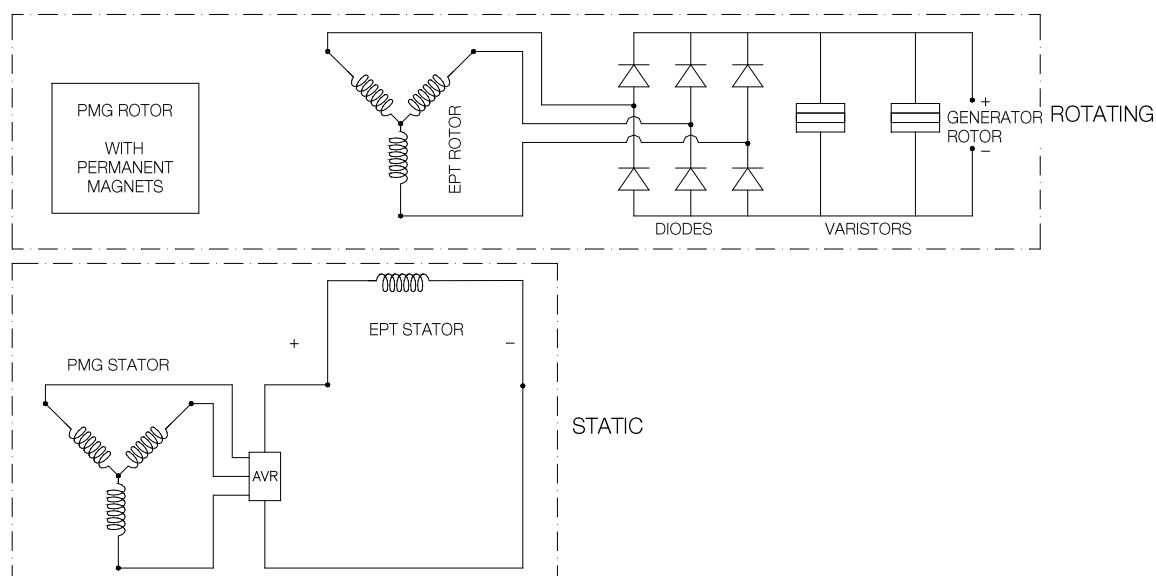 PMG ROTOR
WITH
PERMANENT
MAGNETS
EPT ROTOR
DIODES
VARISTORS
+
GENERATOR
ROTOR
−
ROTATING
EPT STATOR
+
−
PMG STATOR
AVR
STATIC